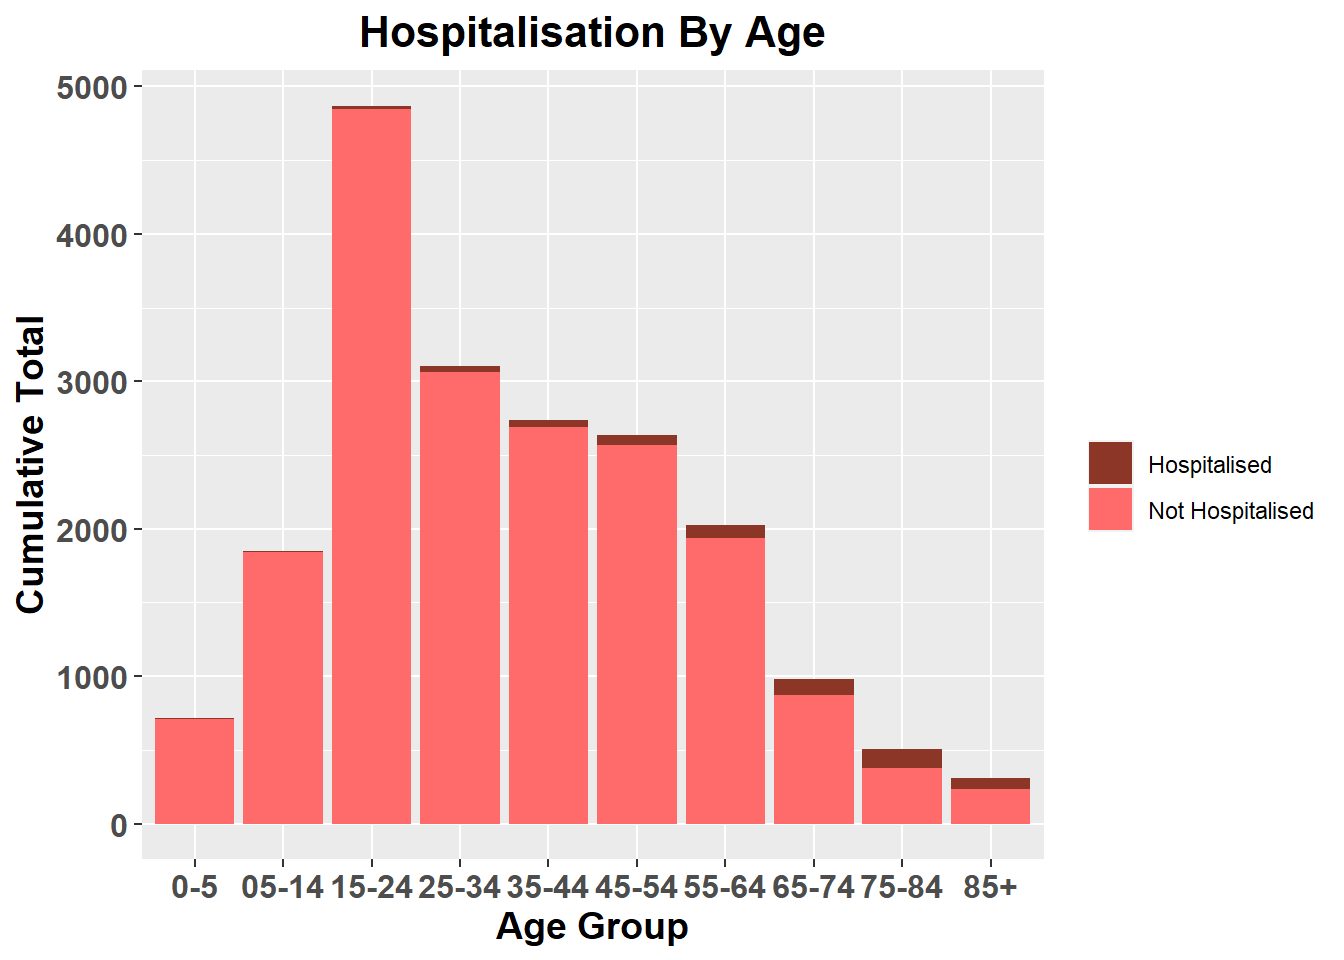 Hospitalisation By Age
Cumulative Total
5000
4000
3000
2000
1000
0
0-5 05-14 15-24 25-34 35-44 45-54 55-64 65-74 75-84 85+
Age Group
Hospitalised
Not Hospitalised